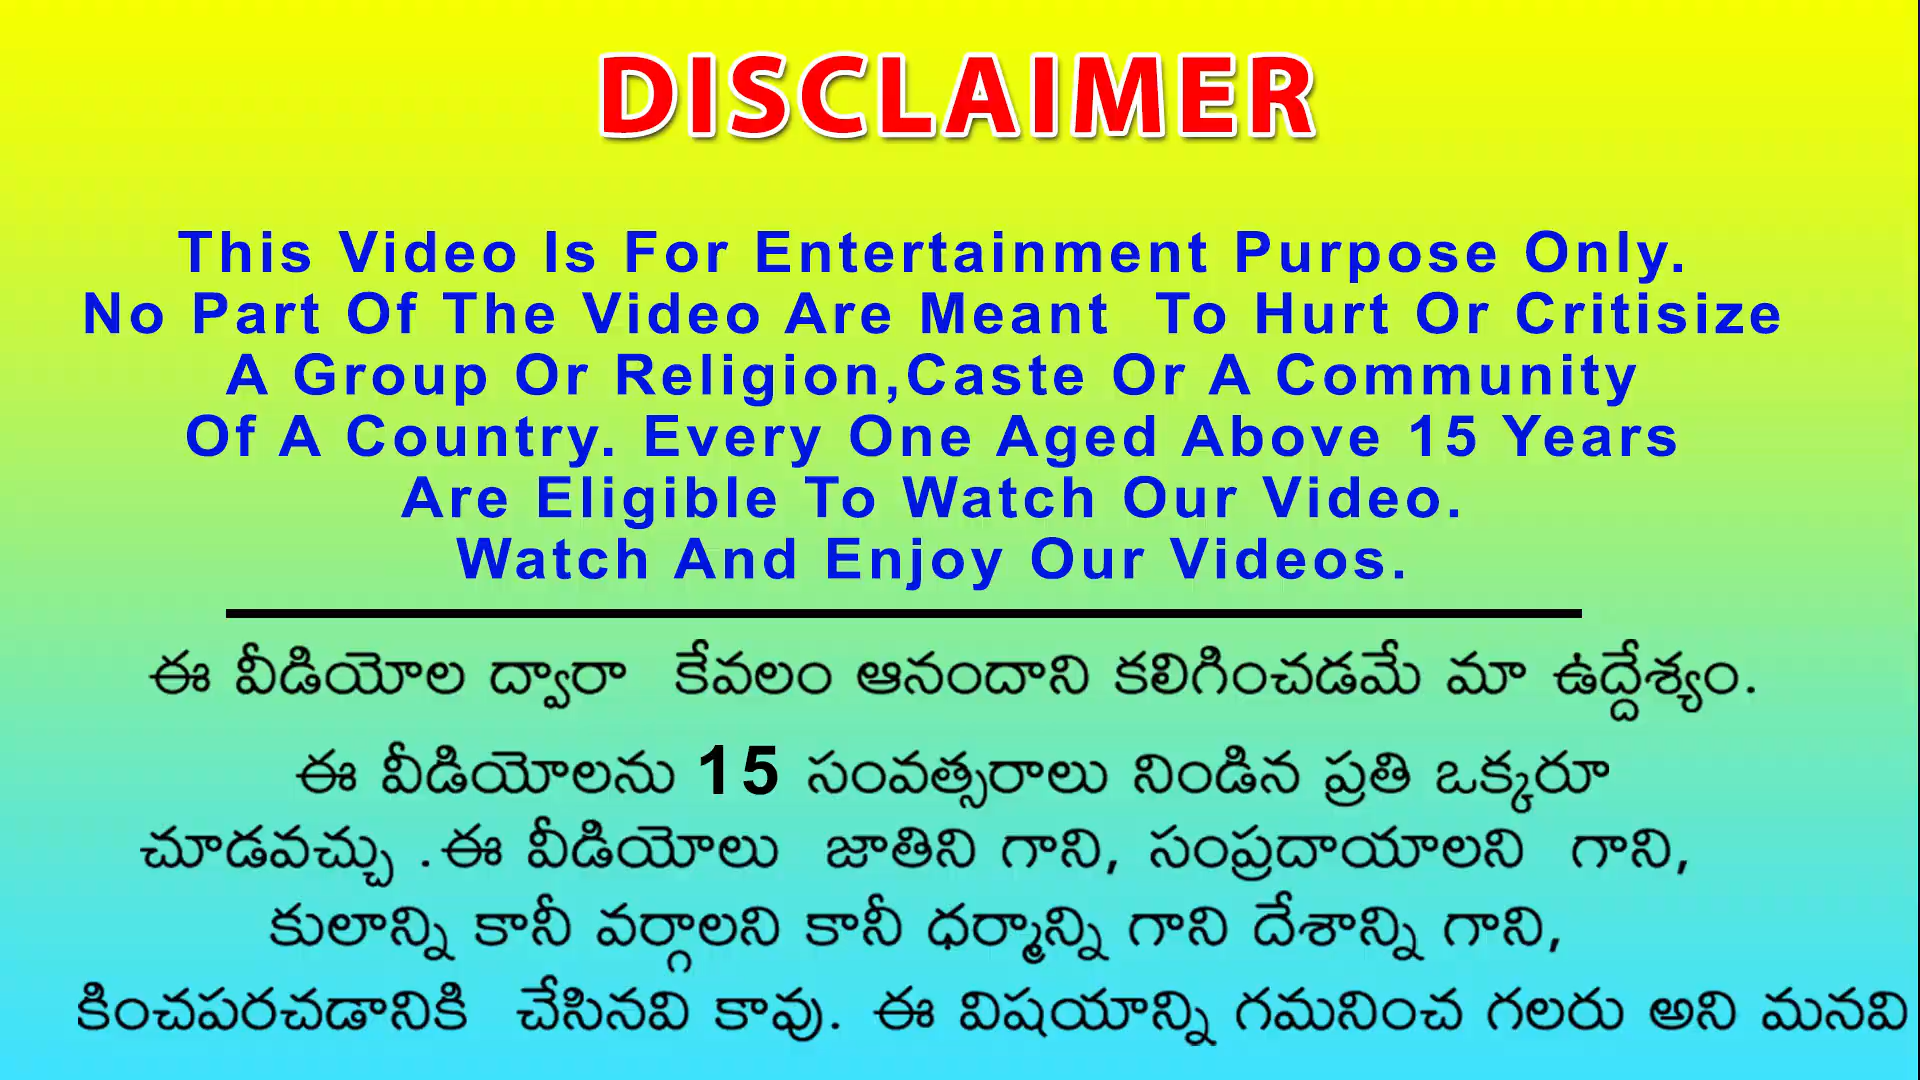 DISCLAIMER
This Video Is For Entertainment Purpose Only.
No Part Of The Video Are Meant To Hurt Or Critisize
A Group Or Religion,Caste Or A Community
Of A Country. Every One Aged Above 15 Years
Are Eligible To Watch Our Video.
Watch And Enjoy Our Videos.
ఈ వీడియోల ద్వారా కేవలం ఆనందాని కలిగించడమే మా ఉద్దేశ్యం.
ఈ వీడియోలను 15 సంవత్సరాలు నిండిన ప్రతి ఒక్కరూ
చూడవచ్చు .ఈ వీడియోలు జాతిని గాని, సంప్రదాయాలని గాని,
కులాన్ని కానీ వర్గాలని కానీ ధర్మాన్ని గాని దేశాన్ని గాని,
కించపరచడానికి చేసినవి కావు. ఈ విషయాన్ని గమనించ గలరు అని మనవి